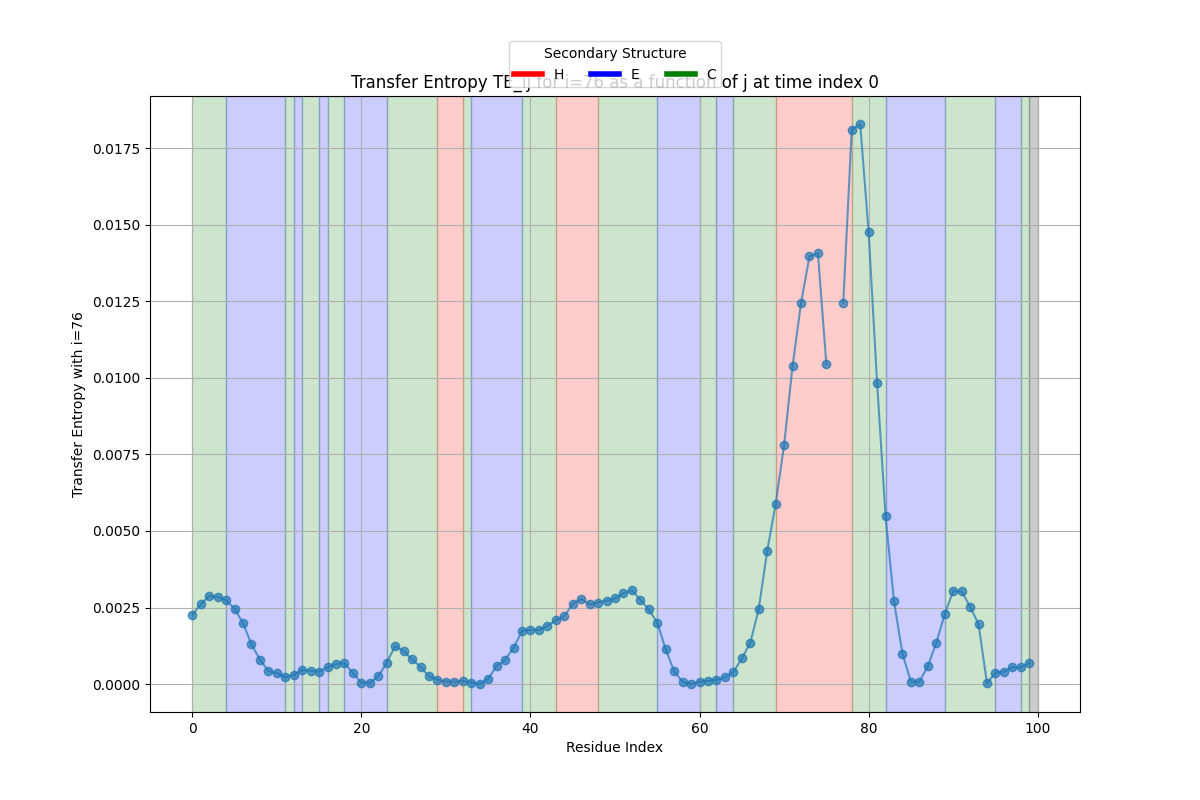 Secondary Structure
H E C
Transfer Entropy TE_ij for i=76 as a function of j at time index 0
0.0175
0.0150
0.0125
0.0100
0.0075
0.0050
0.0025
0.0000
Transfer Entropy with i=76
0 20 40 60 80 100
Residue Index